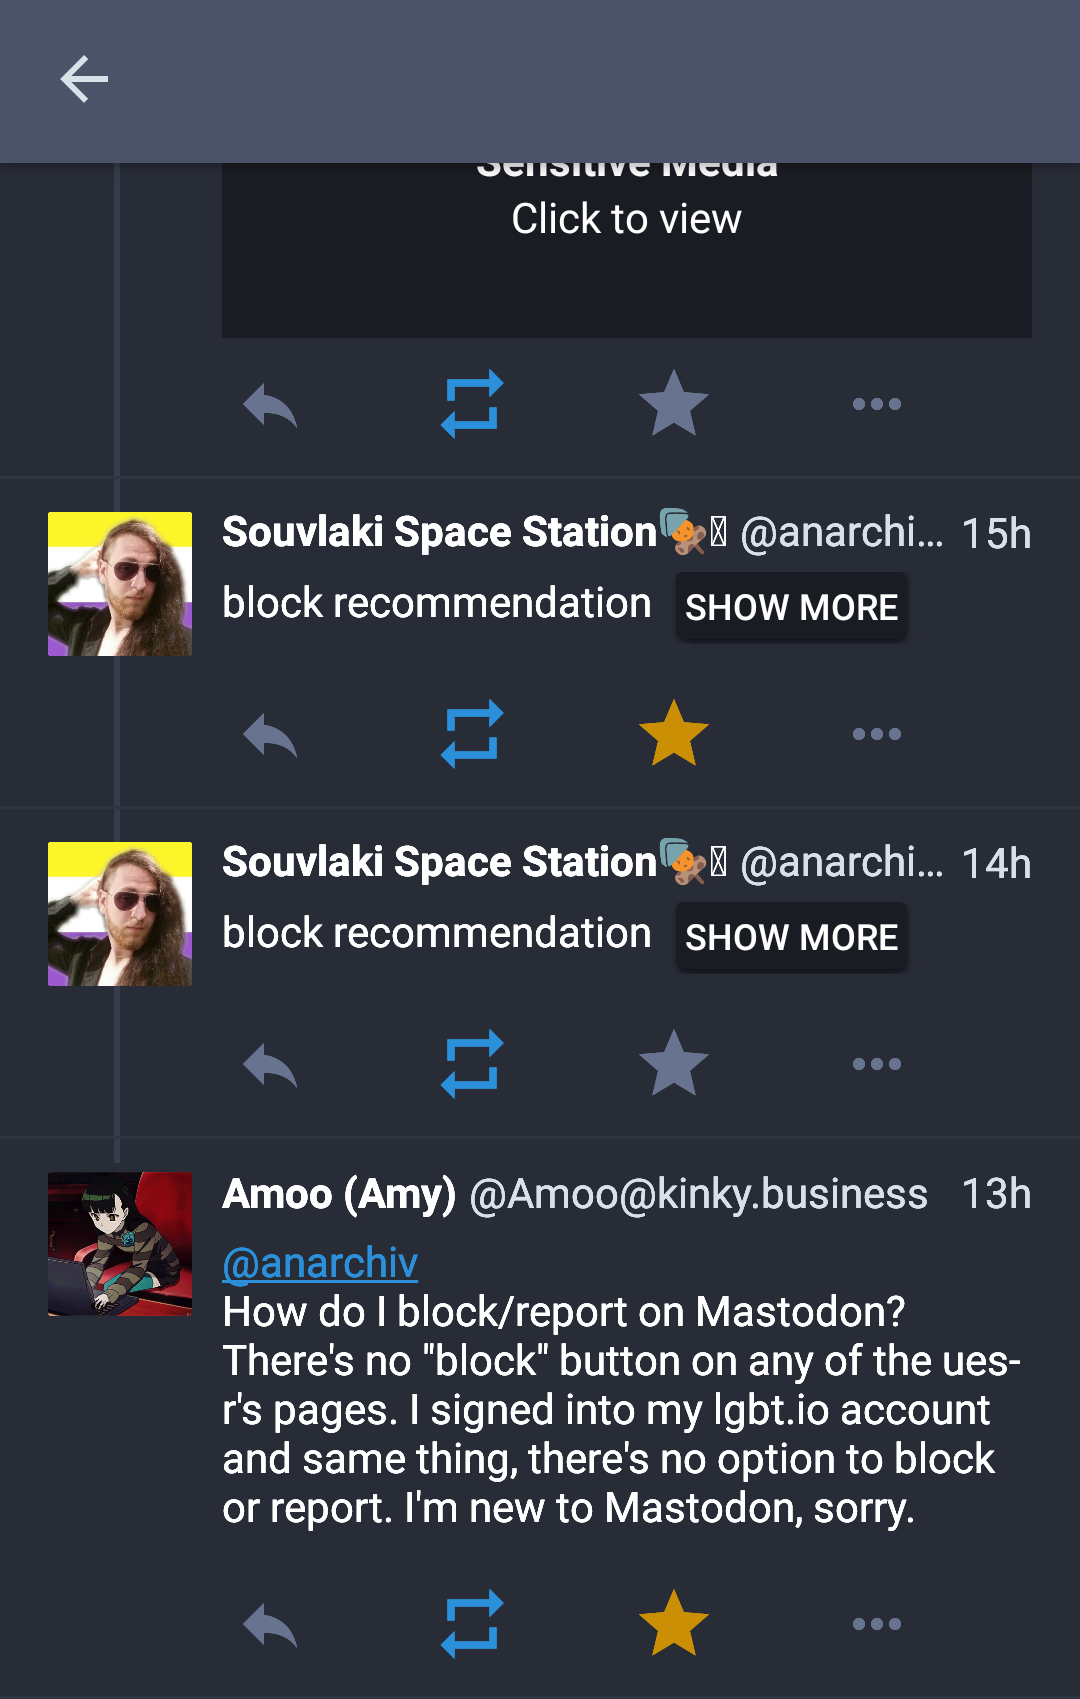 Sensitive Media
Click to view
Souvlaki Space Station @anarchi... 15h
block recommendation SHOW MORE
Souvlaki Space Station @anarchi... 14h
block recommendation SHOW MORE
Amoo (Amy) @Amoo@kinky.business 13h
@anarchiv
How do I block/report on Mastodon?
There's no "block" button on any of the ues-
r's pages. I signed into my lgbt.io account
and same thing, there's no option to block
or report. I'm new to Mastodon, sorry.